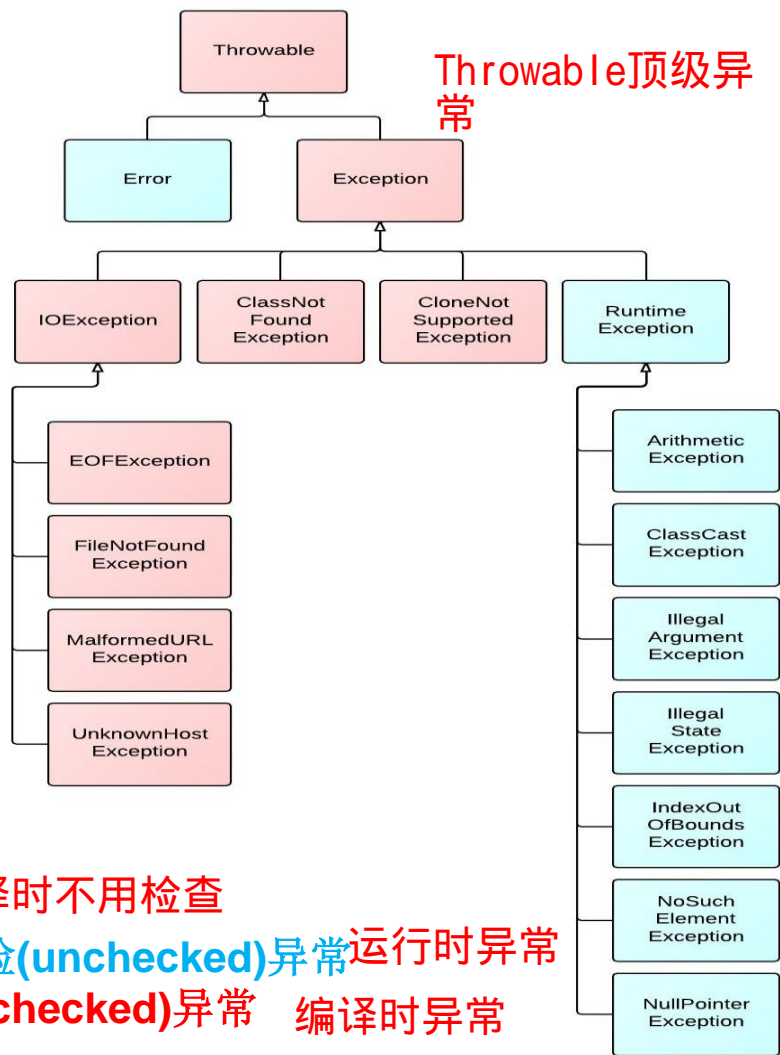 Throwable
Throwable顶级异
常
Error
Exception
IOException
ClassNot
Found
Exception
CloneNot
Supported
Exception
Runtime
Exception
EOFException
FileNotFound
Exception
MalformedURL
Exception
UnknownHost
Exception
Arithmetic
Exception
ClassCast
Exception
Illegal
Argument
Exception
Illegal
State
Exception
IndexOut
OfBounds
Exception
NoSuch
Element
Exception
NullPointer
Exception
时不用检查
(unchecked)异常运行时异常
checked)异常 编译时异常